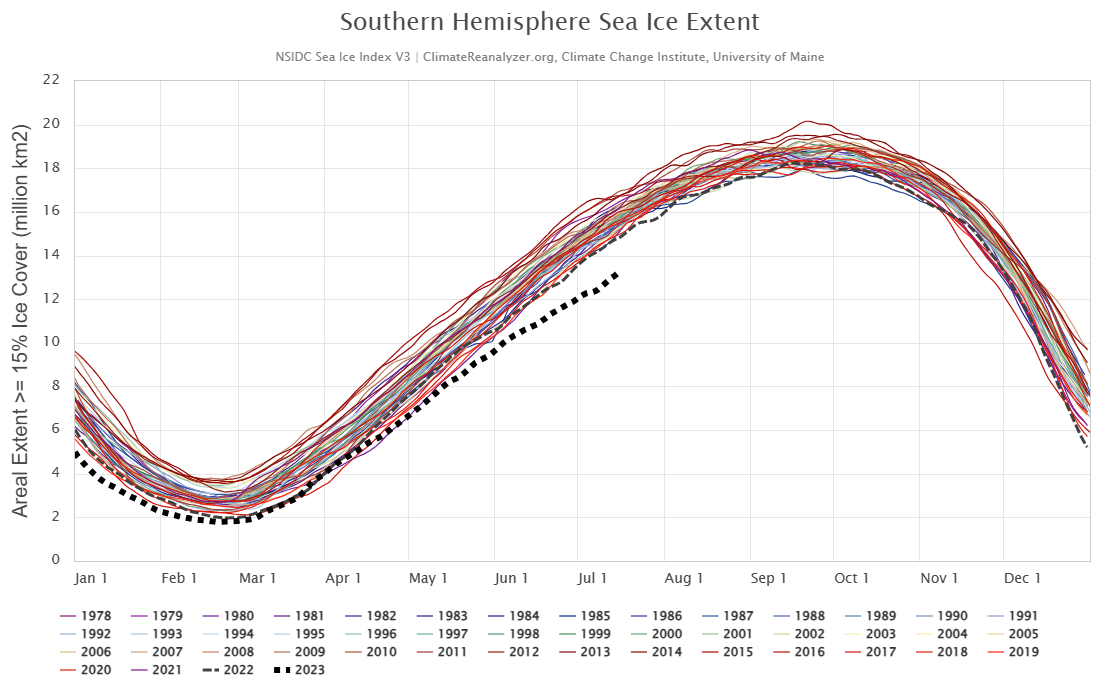 Southern Hemisphere Sea Ice Extent
NSIDC Sea Ice Index V3 | ClimateReanalyzer.org, Climate Change Institute, University of Maine
Areal Extent >= 15% Ice Cover (million km2)
22
20
18
16
14
12
10
8
6
4
2
0
Jan 1 Feb 1 Mar 1 Apr 1 May 1 Jun 1 Jul 1 Aug 1 Sep 1 Oct 1 Nov 1 Dec 1
1978 1979 1980 1981 1982 1983 1984 1985 1986 1987 1988 1989 1990 1991
1992 1993 1994 1995 1996 1997 1998 1999 2000 2001 2002 2003 2004 2005
2006 2007 2008 2009 2010 2011 2012 2013 2014 2015 2016 2017 2018 2019
2020 2021 2022 2023